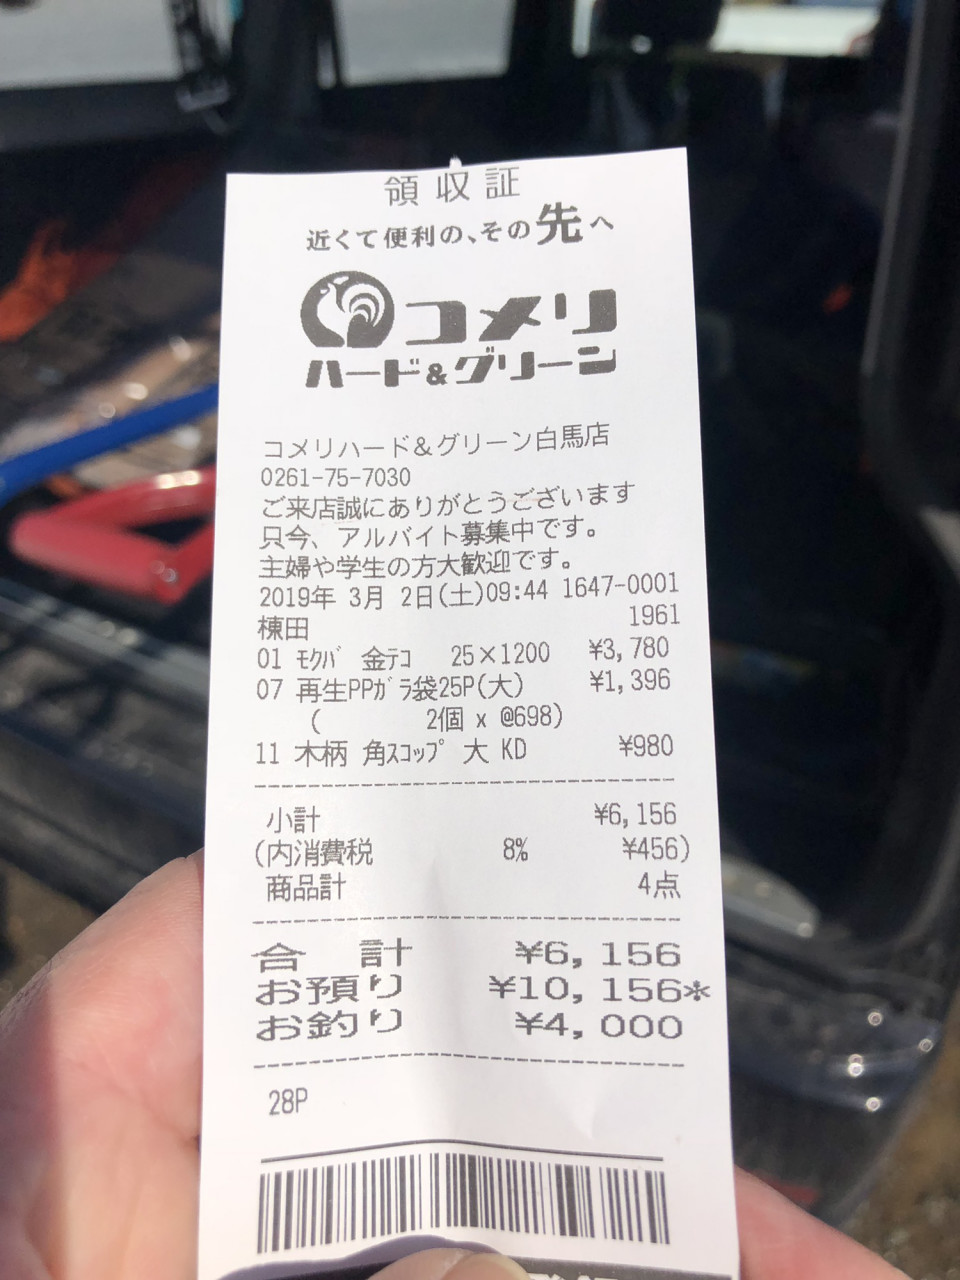 領収証
近くて便利の、その先へ
コメリ
ハード&グリーン
コメリハード&グリーン白馬店
0261-75-7030
ご来店誠にありがとうございます
只今、アルバイト募集中です。
主婦や学生の方大歓迎です。
2019年 3月 2日(土)09:44 1647-0001
棟田 1961
01 ﾓｸﾊﾞ 金ﾃｺ 25×1200 ¥3,780
07 再生PPｶﾞﾗ袋25P(大) ¥1,396
( 2個 x @698)
11 木柄 角ｽｺｯﾌﾟ 大 KD ¥980
小計 ¥6,156
(内消費税 8% ¥456)
商品計 4点
合計 ¥6,156
お預り ¥10,156*
お釣り ¥4,000
28P